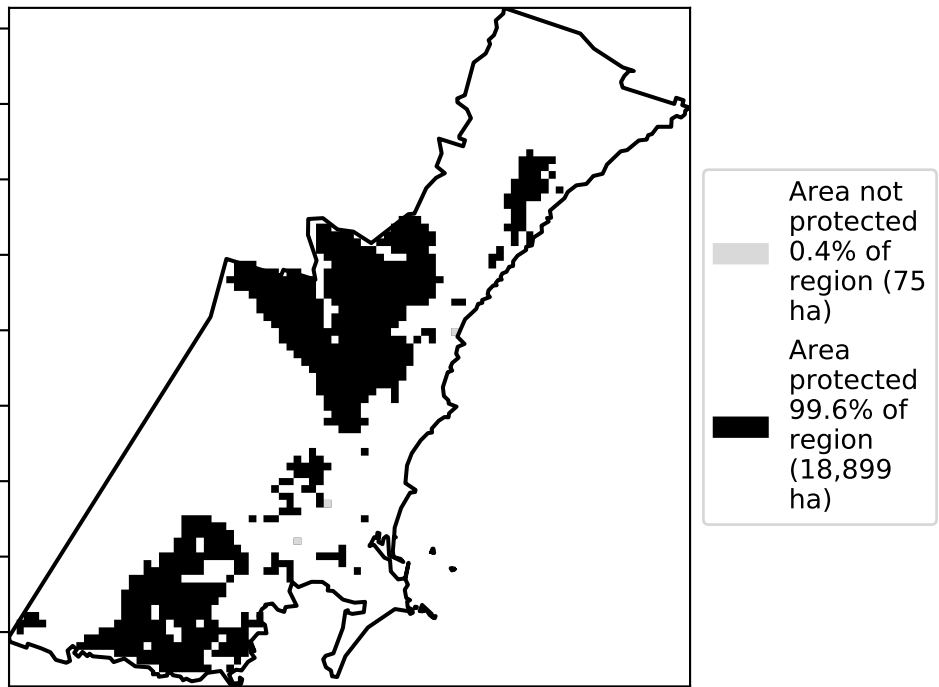 Area not
protected
0.4% of
region (75
ha)
Area
protected
99.6% of
region
(18,899
ha)